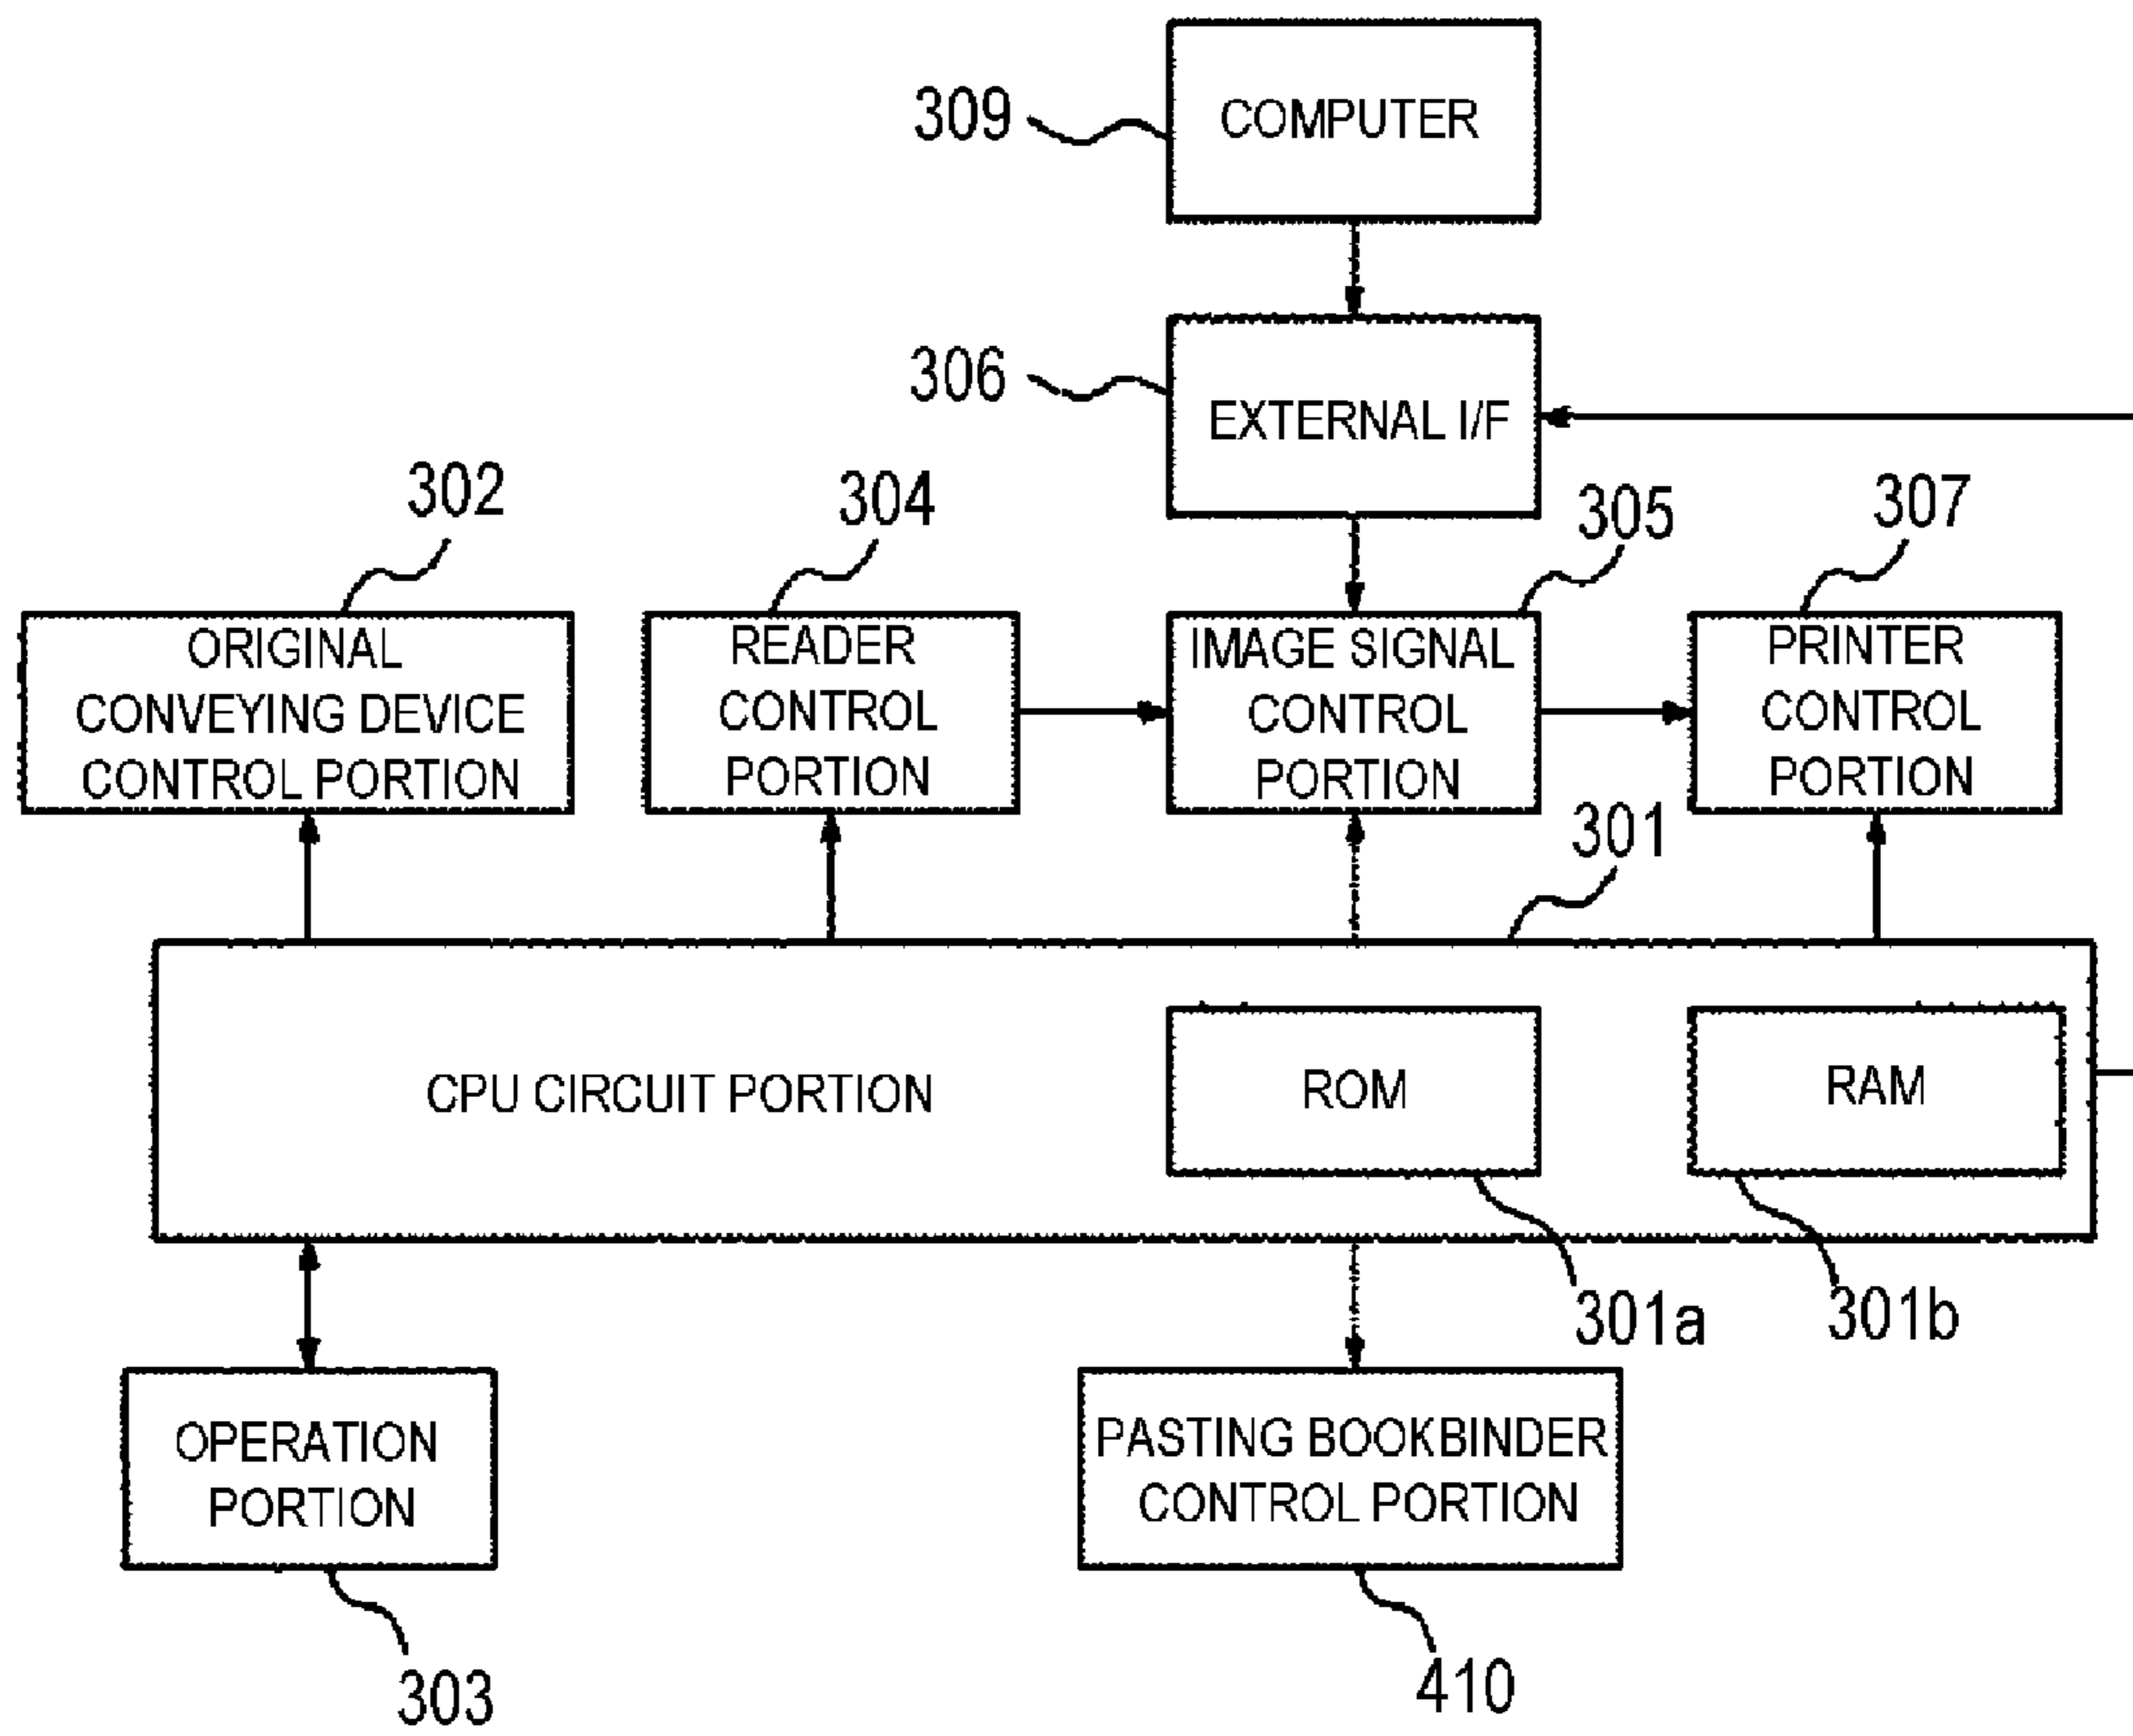 COMPUTER
309
306
EXTERNAL I/F
302
304
305
307
ORIGINAL
CONVEYING DEVICE
CONTROL PORTION
READER
CONTROL
PORTION
IMAGE SIGNAL
CONTROL
PORTION
PRINTER
CONTROL
PORTION
301
CPU CIRCUIT PORTION
ROM
RAM
301a
301b
OPERATION
PORTION
PASTING BOOKBINDER
CONTROL PORTION
303
410